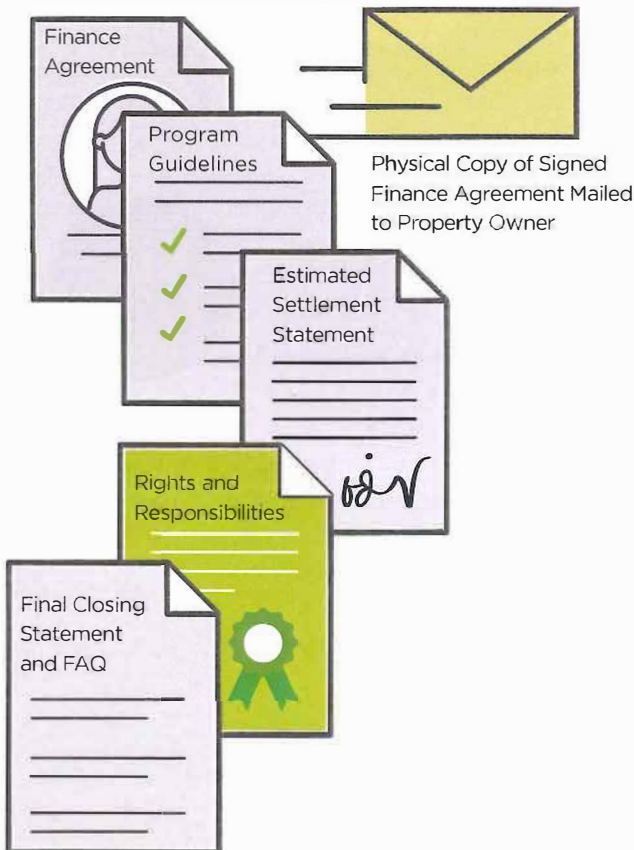 Finance
Agreement
Program
Guidelines
Physical Copy of Signed
Finance Agreement Mailed
to Property Owner
Estimated
Settlement
Statement
Rights and
Responsibilities
Final Closing
Statement
and FAQ